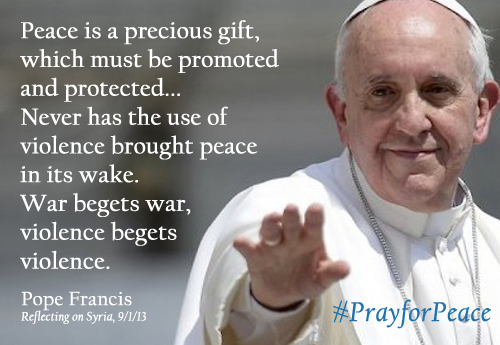 Peace is a precious gift,
which must be promoted
and protected...
Never has the use of
violence brought peace
in its wake.
War begets war,
violence begets
violence.
Pope Francis
Reflecting on Syria, 9/1/13
#PrayforPeace